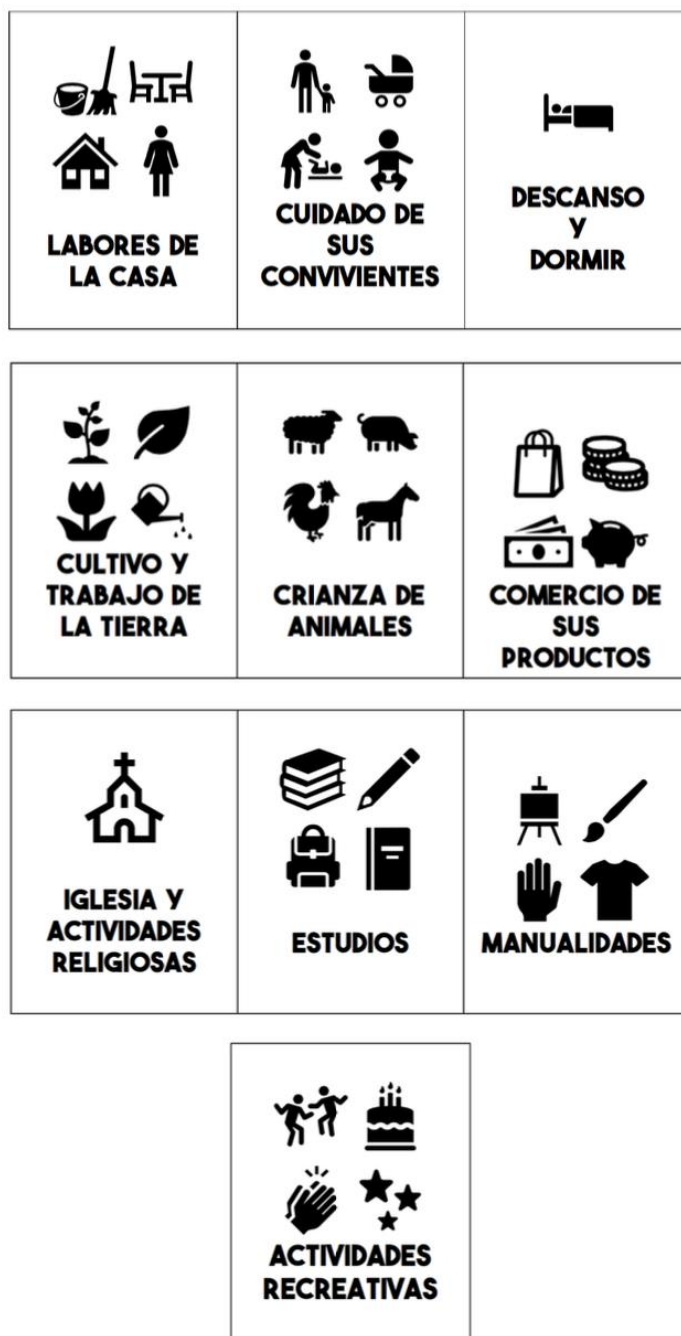 LABORES DE
LA CASA
CUIDADO DE
SUS
CONVIVIENTES
DESCANSO
Y
DORMIR
CULTIVO Y
TRABAJO DE
LA TIERRA
CRIANZA DE
ANIMALES
COMERCIO DE
SUS
PRODUCTOS
IGLESIA Y
ACTIVIDADES
RELIGIOSAS
ESTUDIOS
MANUALIDADES
ACTIVIDADES
RECREATIVAS